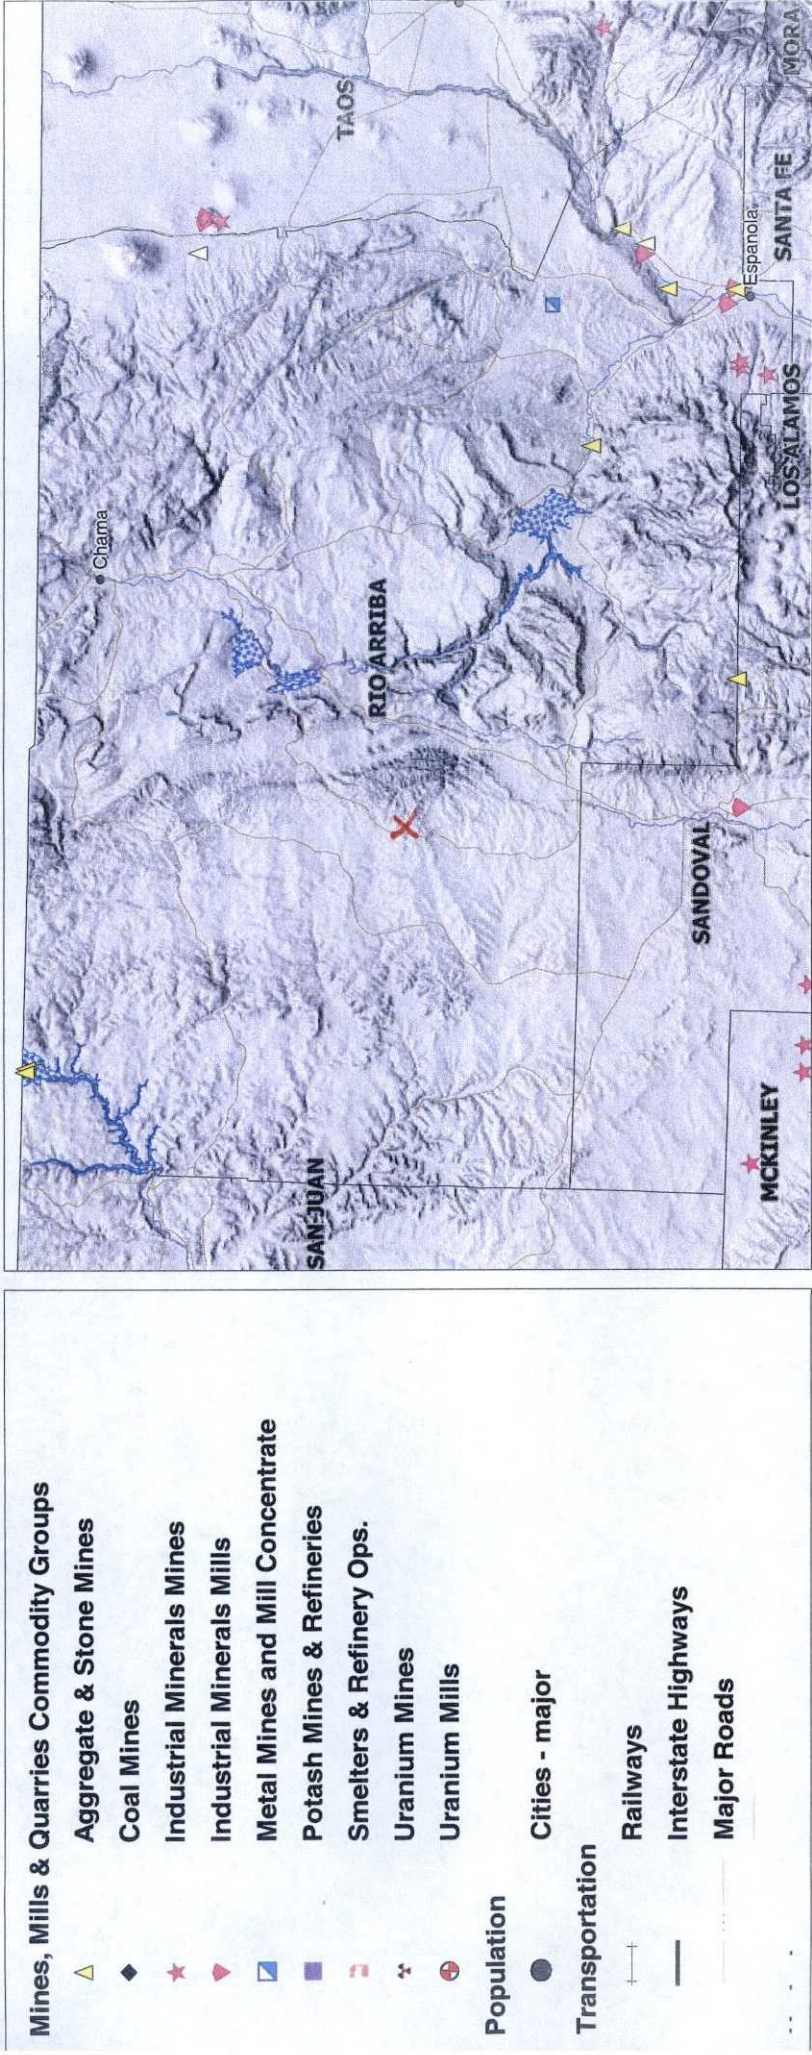 Mines, Mills & Quarries Commodity Groups
Aggregate & Stone Mines
Coal Mines
Industrial Minerals Mines
Industrial Minerals Mills
Metal Mines and Mill Concentrate
Potash Mines & Refineries
Smelters & Refinery Ops.
Uranium Mines
Uranium Mills
Population
Cities - major
Transportation
Railways
Interstate Highways
Major Roads
Chama
TAOS
RIO ARRIBA
SAN JUAN
SANDOVAL
MCKINLEY
LOS ALAMOS
Espanola
SANTA FE
MORA